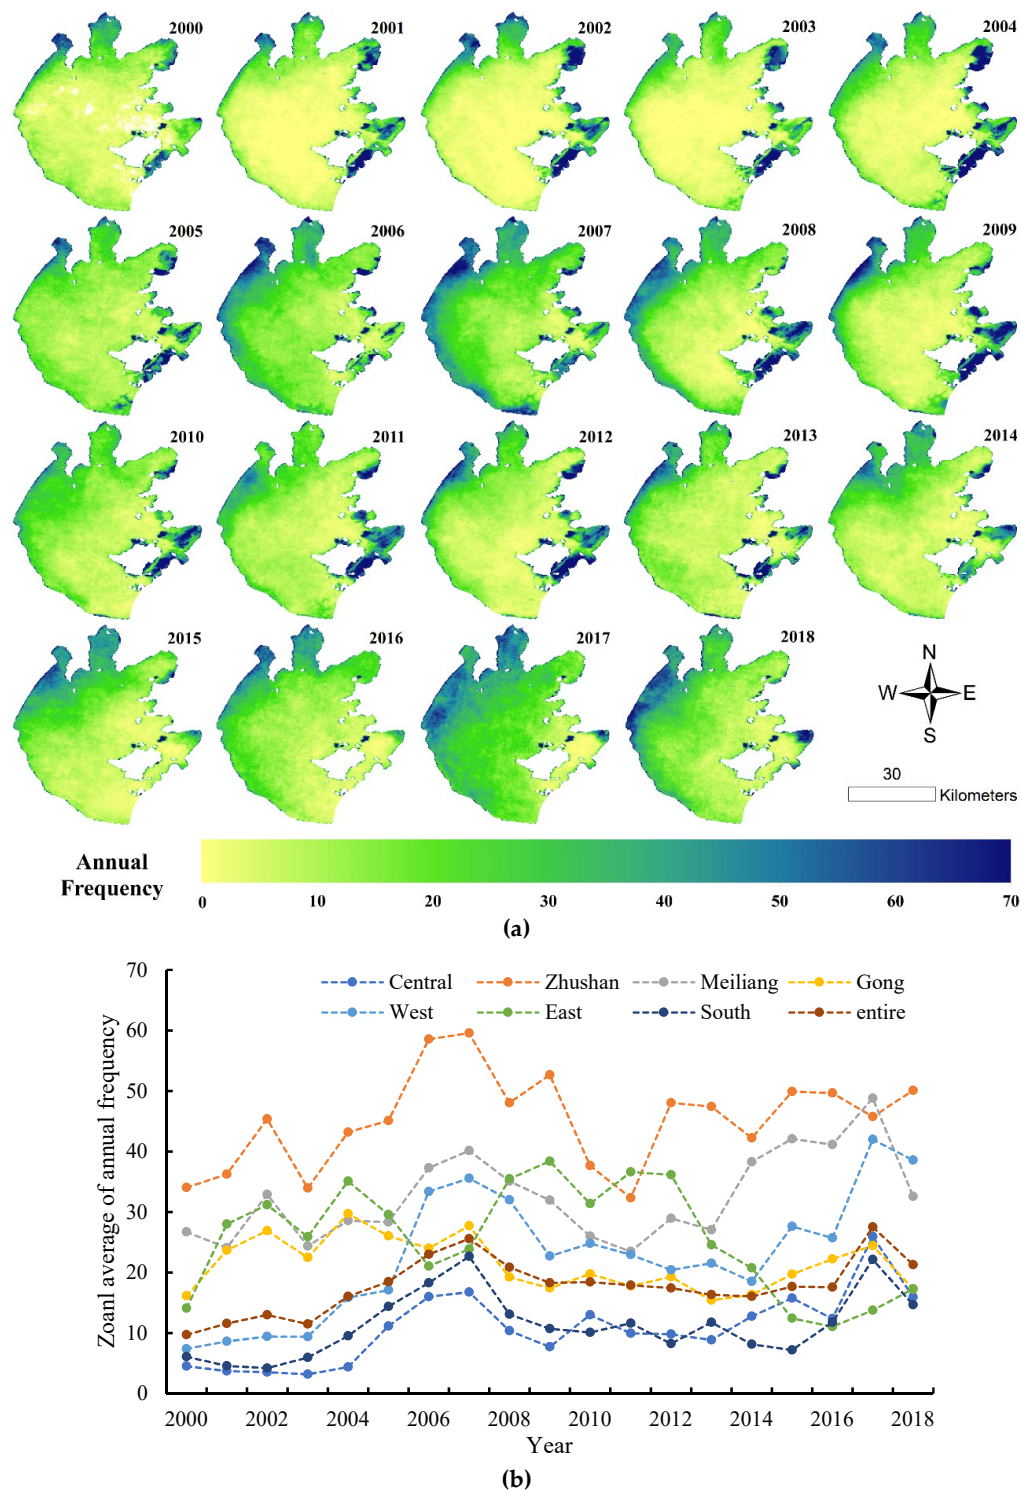 2000 2001 2002 2003 2004
2005 2006 2007 2008 2009
2010 2011 2012 2013 2014
2015 2016 2017 2018
N
W E
S
30
Kilometers
Annual
Frequency
0 10 20 30 40 50 60 70
(a)
Zoanl average of annual frequency
70
60
50
40
30
20
10
0
Central Zhushan Meiliang Gong
West East South entire
2000 2002 2004 2006 2008 2010 2012 2014 2016 2018
Year
(b)